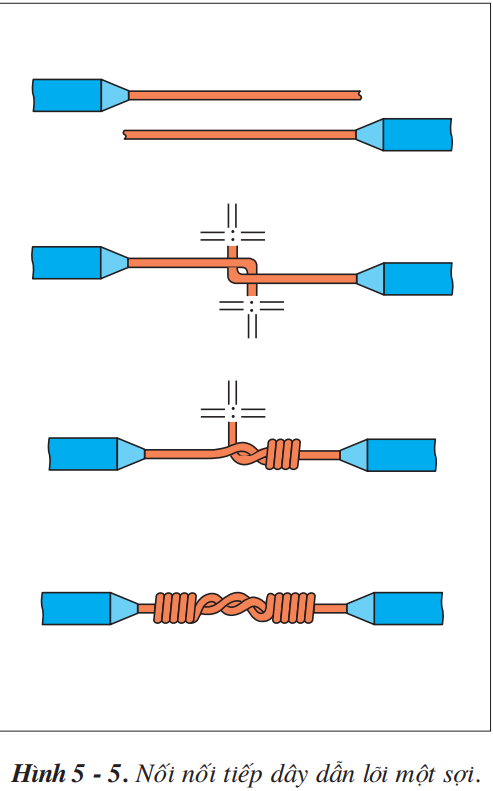 Hình 5 - 5. Nối nối tiếp dây dẫn lõi một sợi.